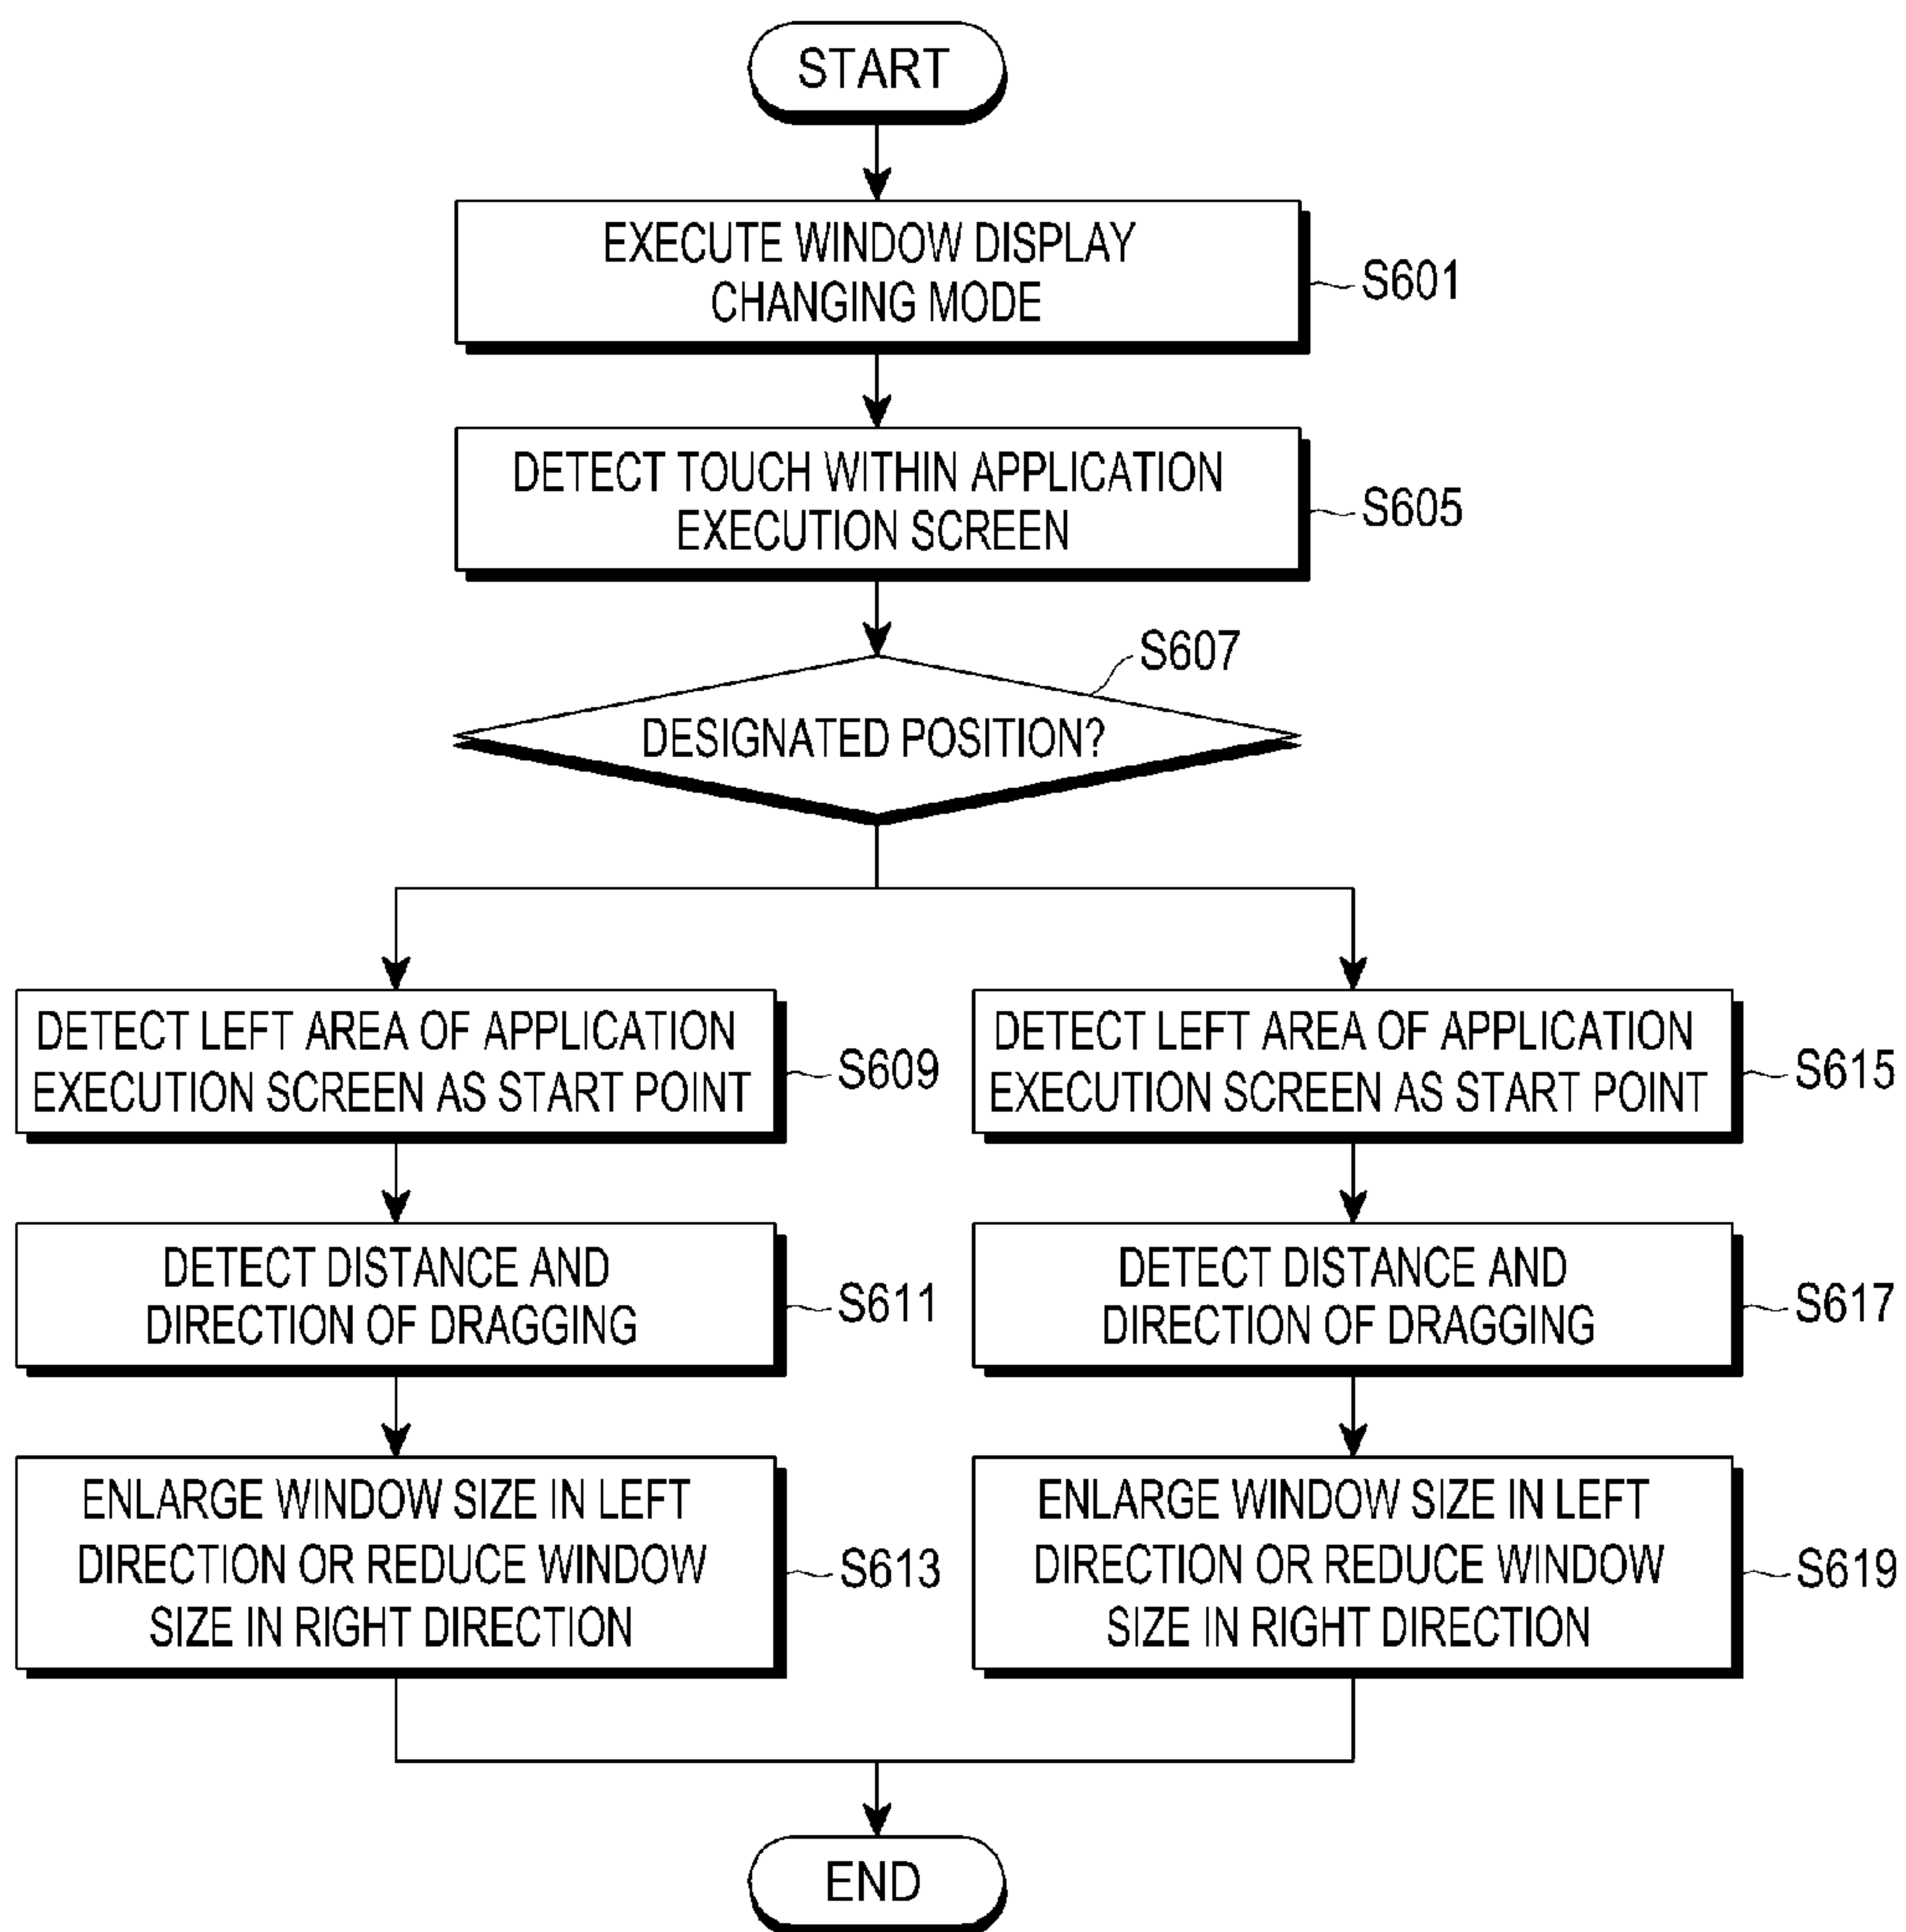 START
EXECUTE WINDOW DISPLAY
CHANGING MODE
S601
DETECT TOUCH WITHIN APPLICATION
EXECUTION SCREEN
S605
S607
DESIGNATED POSITION?
DETECT LEFT AREA OF APPLICATION
EXECUTION SCREEN AS START POINT
S609
DETECT LEFT AREA OF APPLICATION
EXECUTION SCREEN AS START POINT
S615
DETECT DISTANCE AND
DIRECTION OF DRAGGING
S611
DETECT DISTANCE AND
DIRECTION OF DRAGGING
S617
ENLARGE WINDOW SIZE IN LEFT
DIRECTION OR REDUCE WINDOW
SIZE IN RIGHT DIRECTION
S613
ENLARGE WINDOW SIZE IN LEFT
DIRECTION OR REDUCE WINDOW
SIZE IN RIGHT DIRECTION
S619
END